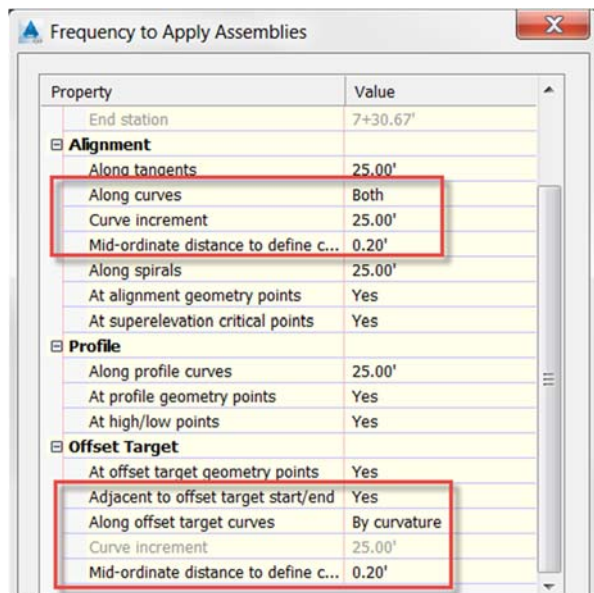 Frequency to Apply Assemblies
Property Value
End station 7+30.67'
Alignment
Along tangents 25.00'
Along curves Both
Curve increment 25.00'
Mid-ordinate distance to define c... 0.20'
Along spirals 25.00'
At alignment geometry points Yes
At superelevation critical points Yes
Profile
Along profile curves 25.00'
At profile geometry points Yes
At high/low points Yes
Offset Target
At offset target geometry points Yes
Adjacent to offset target start/end Yes
Along offset target curves By curvature
Curve increment 25.00'
Mid-ordinate distance to define c... 0.20'